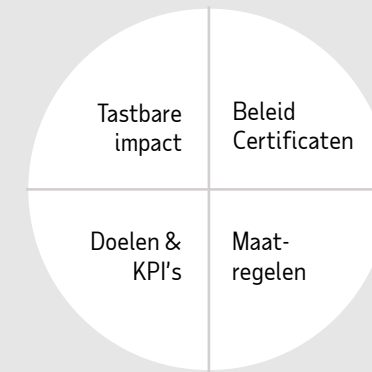 Tastbare
impact
Beleid
Certificaten
Doelen &
KPI's
Maat-
regelen